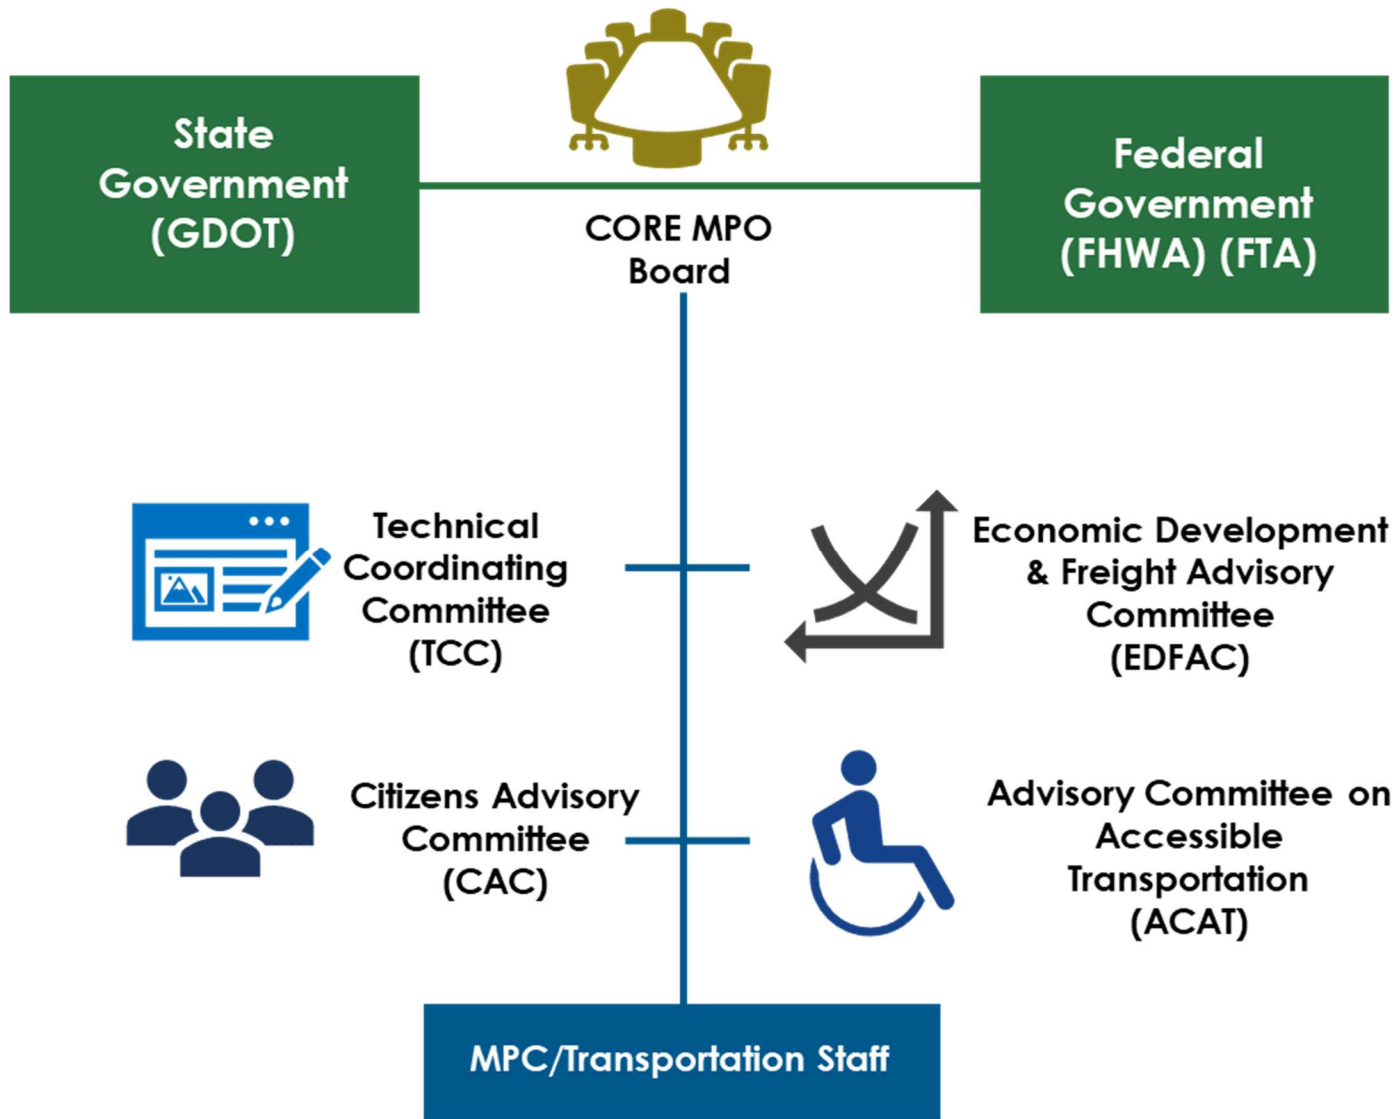 State
Government
(GDOT)
CORE MPO
Board
Federal
Government
(FHWA) (FTA)
Technical
Coordinating
Committee
(TCC)
Economic Development
& Freight Advisory
Committee
(EDFAC)
Citizens Advisory
Committee
(CAC)
Advisory Committee on
Accessible
Transportation
(ACAT)
MPC/Transportation Staff